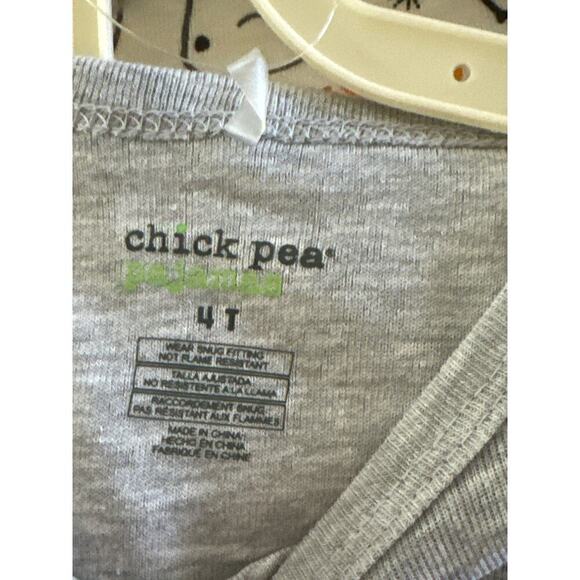 chick pea®
pajamas
4T
WEAR SNUG FITTING
NOT FLAME RESISTANT
TALLA AJUSTADA
NO RESISTENTE A LA LLAMA
RACCORDEMENT SNUG
PAS RÉSISTANT AUX FLAMMES
MADE IN CHINA
HECHO EN CHINA
FABRIQUÉ EN CHINE